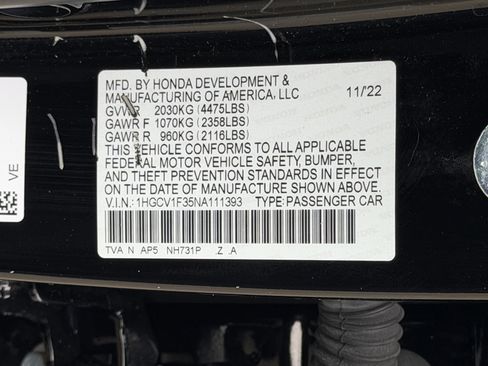 MFD. BY HONDA DEVELOPMENT &
MANUFACTURING OF AMERICA, LLC 11/22
GVWR 2030KG (4475LBS)
GAWR F 1070KG (2358LBS)
GAWR R 960KG (2116LBS)
THIS VEHICLE CONFORMS TO ALL APPLICABLE
FEDERAL MOTOR VEHICLE SAFETY, BUMPER,
AND THEFT PREVENTION STANDARDS IN EFFECT
ON THE DATE OF MANUFACTURE SHOWN ABOVE.
V.I.N.: 1HGCV1F35NA111393 TYPE: PASSENGER CAR
TVA N AP5 NH731P .Z .A
VE